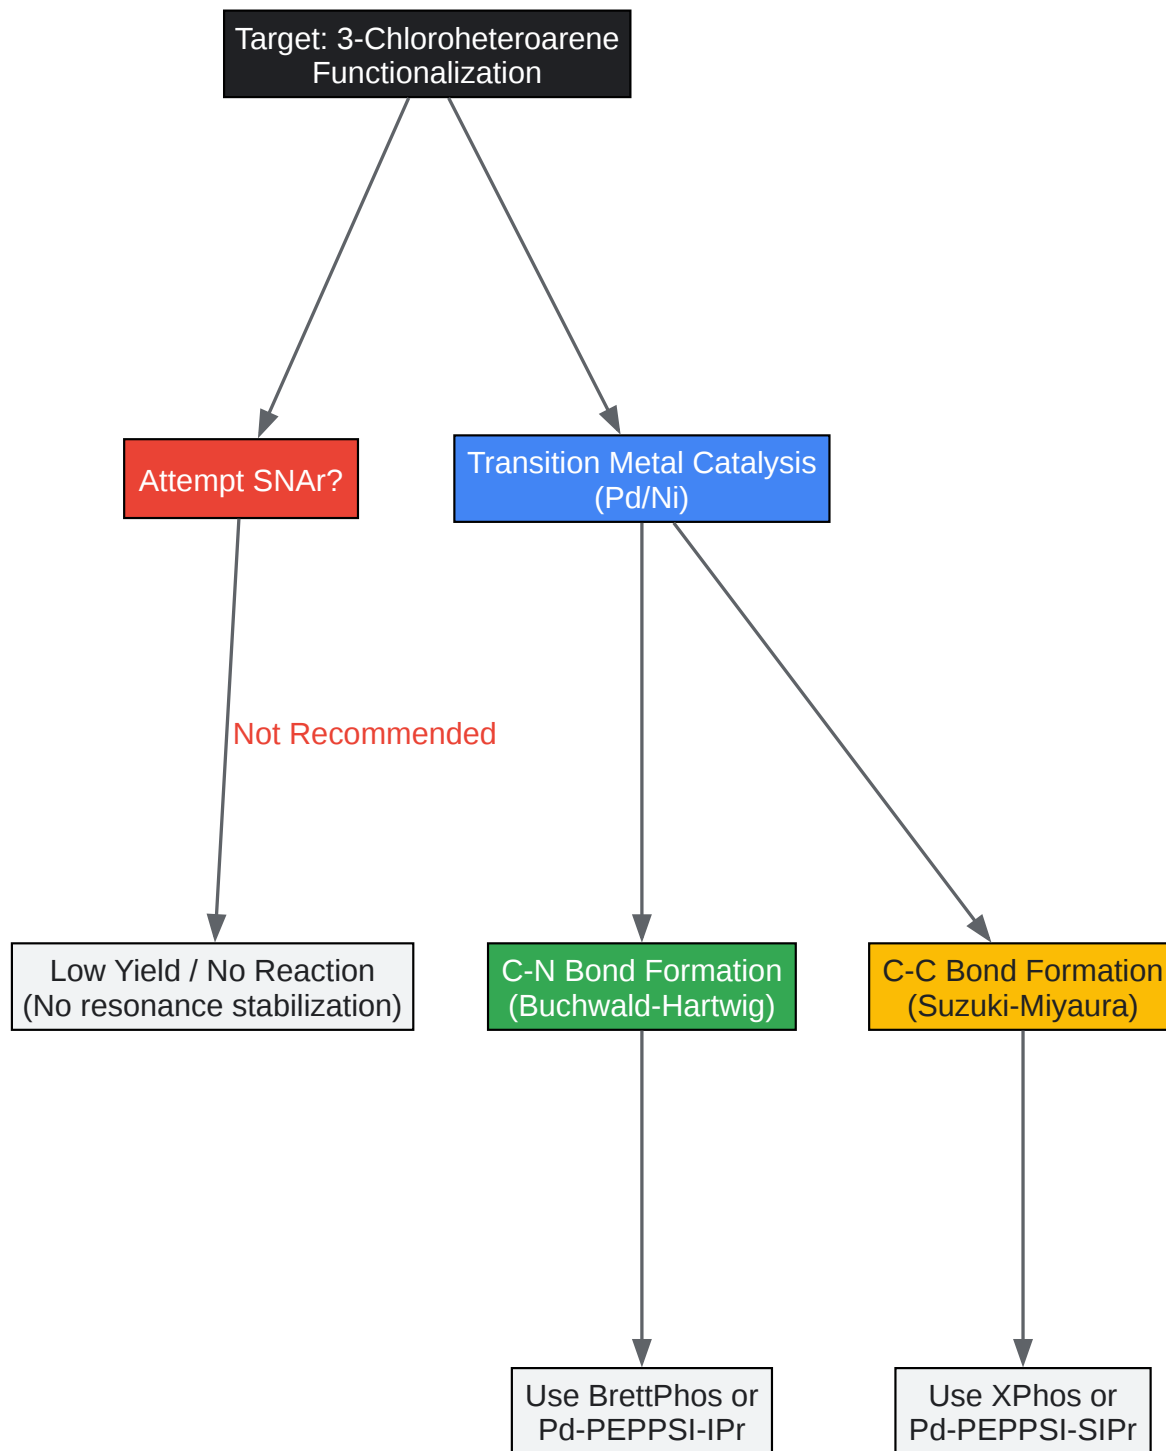 Target: 3-Chloroheteroarene
Functionalization
Attempt SNAr?
Transition Metal Catalysis
(Pd/Ni)
Not Recommended
Low Yield / No Reaction
(No resonance stabilization)
C-N Bond Formation
(Buchwald-Hartwig)
C-C Bond Formation
(Suzuki-Miyaura)
Use BrettPhos or
Pd-PEPPSI-IPr
Use XPhos or
Pd-PEPPSI-SIPr